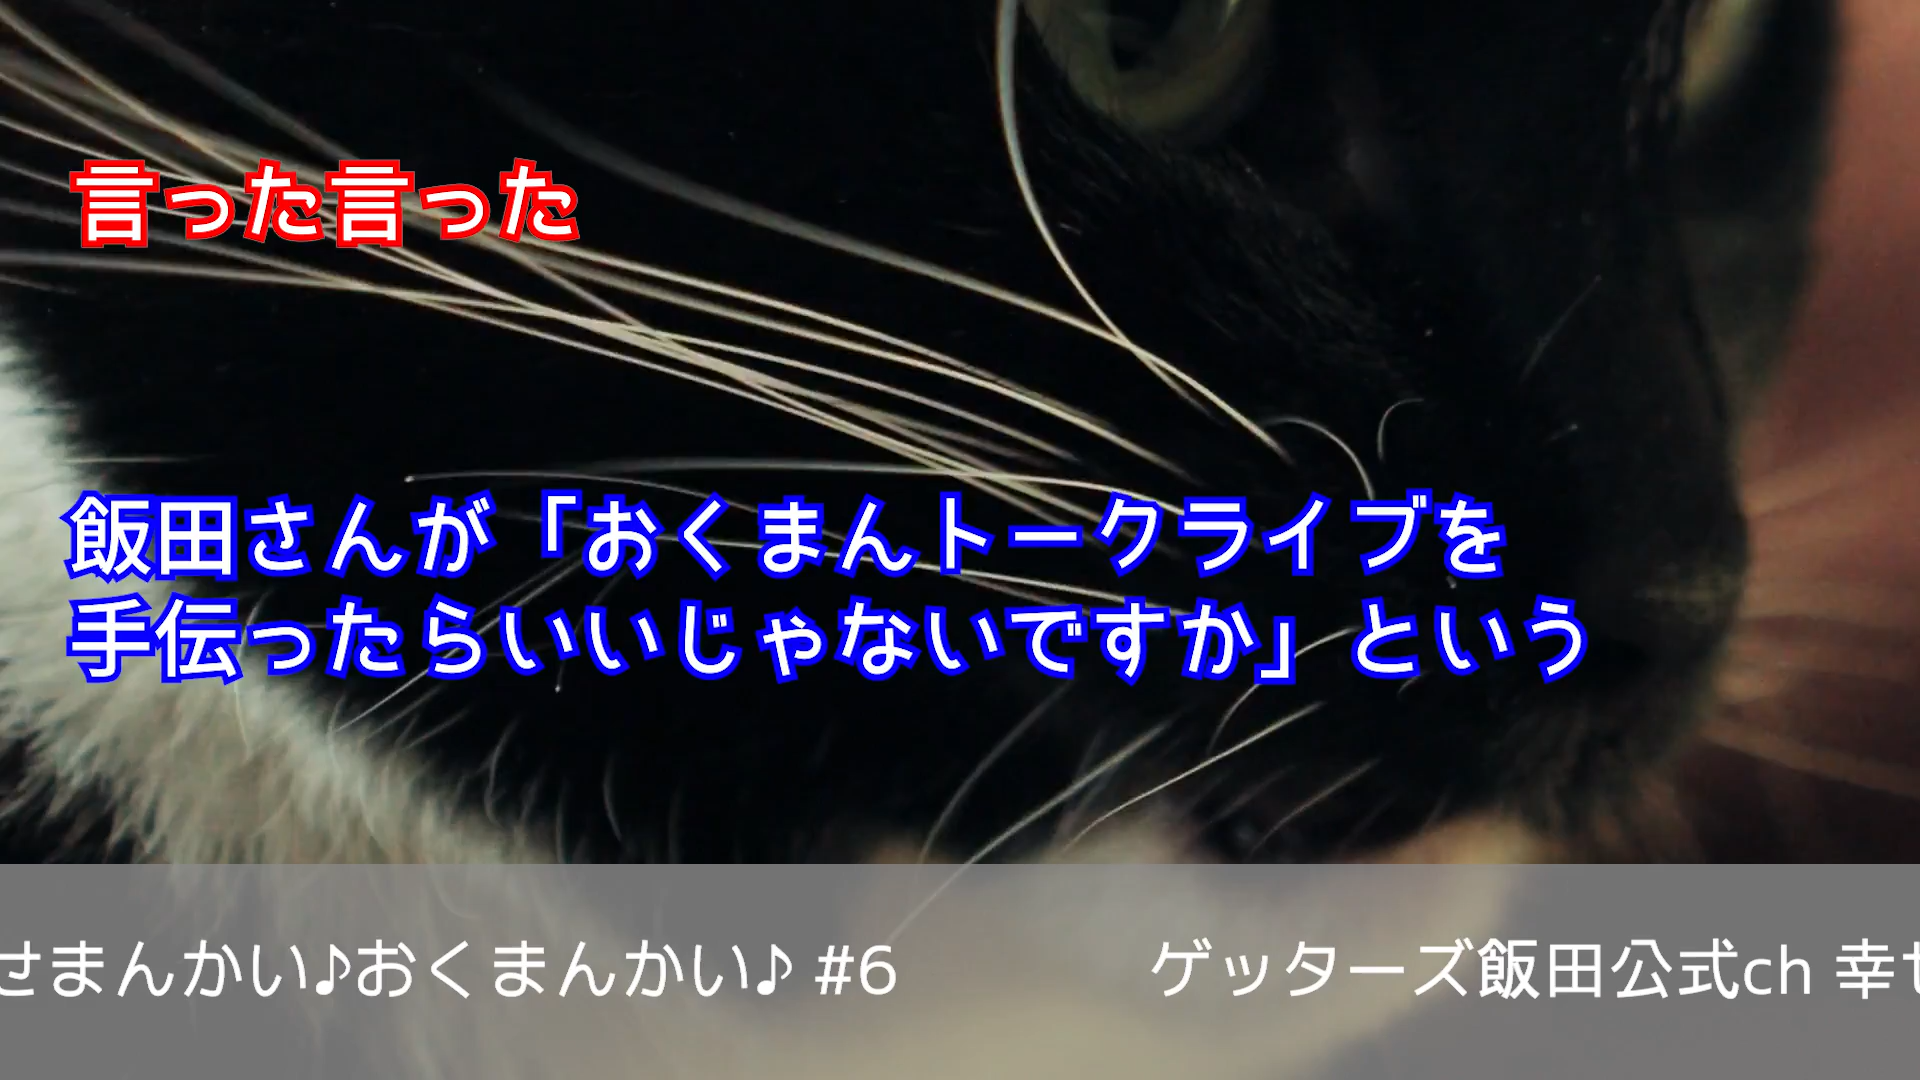 言った言った
飯田さんが「おくまんトークライブを
手伝ったらいいじゃないですか」という
せまんかい♪おくまんかい♪ #6
ゲッターズ飯田公式ch 幸せ